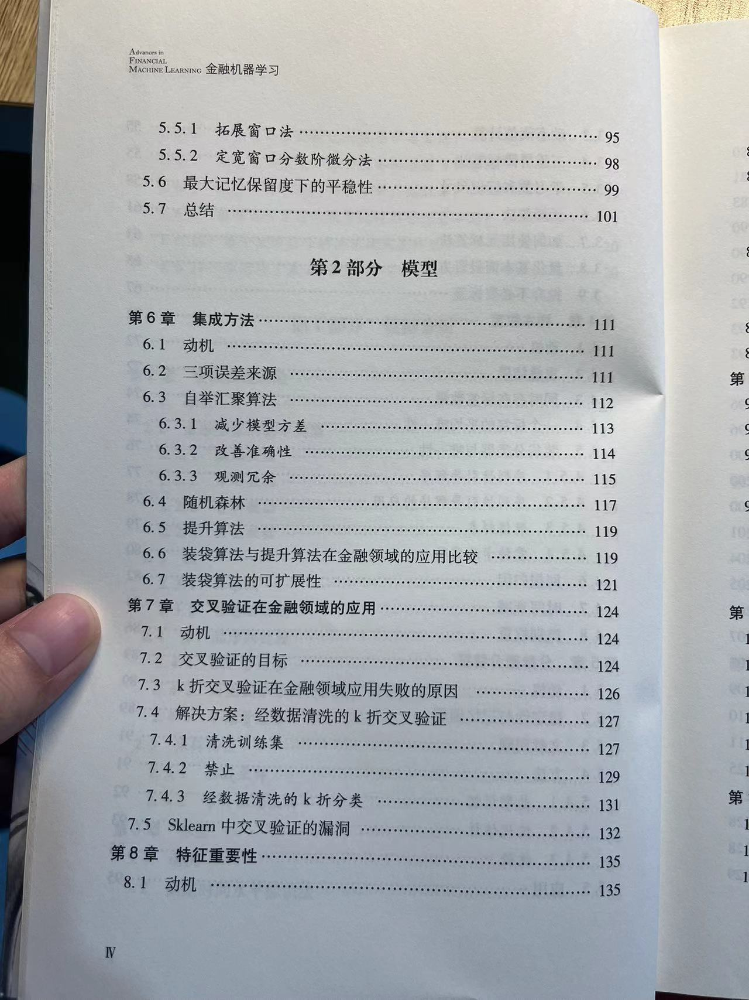 Advances in
FINANCIAL
MACHINE LEARNING 金融机器学习
5.5.1 拓展窗口法 …… 95
5.5.2 定宽窗口分数阶微分法 …… 98
5.6 最大记忆保留度下的平稳性 …… 99
5.7 总结 …… 101
第2部分 模型
第6章 集成方法 …… 111
6.1 动机 …… 111
6.2 三项误差来源 …… 111
6.3 自举汇聚算法 …… 112
6.3.1 减少模型方差 …… 113
6.3.2 改善准确性 …… 114
6.3.3 观测冗余 …… 115
6.4 随机森林 …… 117
6.5 提升算法 …… 119
6.6 装袋算法与提升算法在金融领域的应用比较 …… 119
6.7 装袋算法的可扩展性 …… 121
第7章 交叉验证在金融领域的应用 …… 124
7.1 动机 …… 124
7.2 交叉验证的目标 …… 124
7.3 k折交叉验证在金融领域应用失败的原因 …… 126
7.4 解决方案：经数据清洗的k折交叉验证 …… 127
7.4.1 清洗训练集 …… 127
7.4.2 禁止 …… 129
7.4.3 经数据清洗的k折分类 …… 131
7.5 Sklearn中交叉验证的漏洞 …… 132
第8章 特征重要性 …… 135
8.1 动机 …… 135
Ⅳ